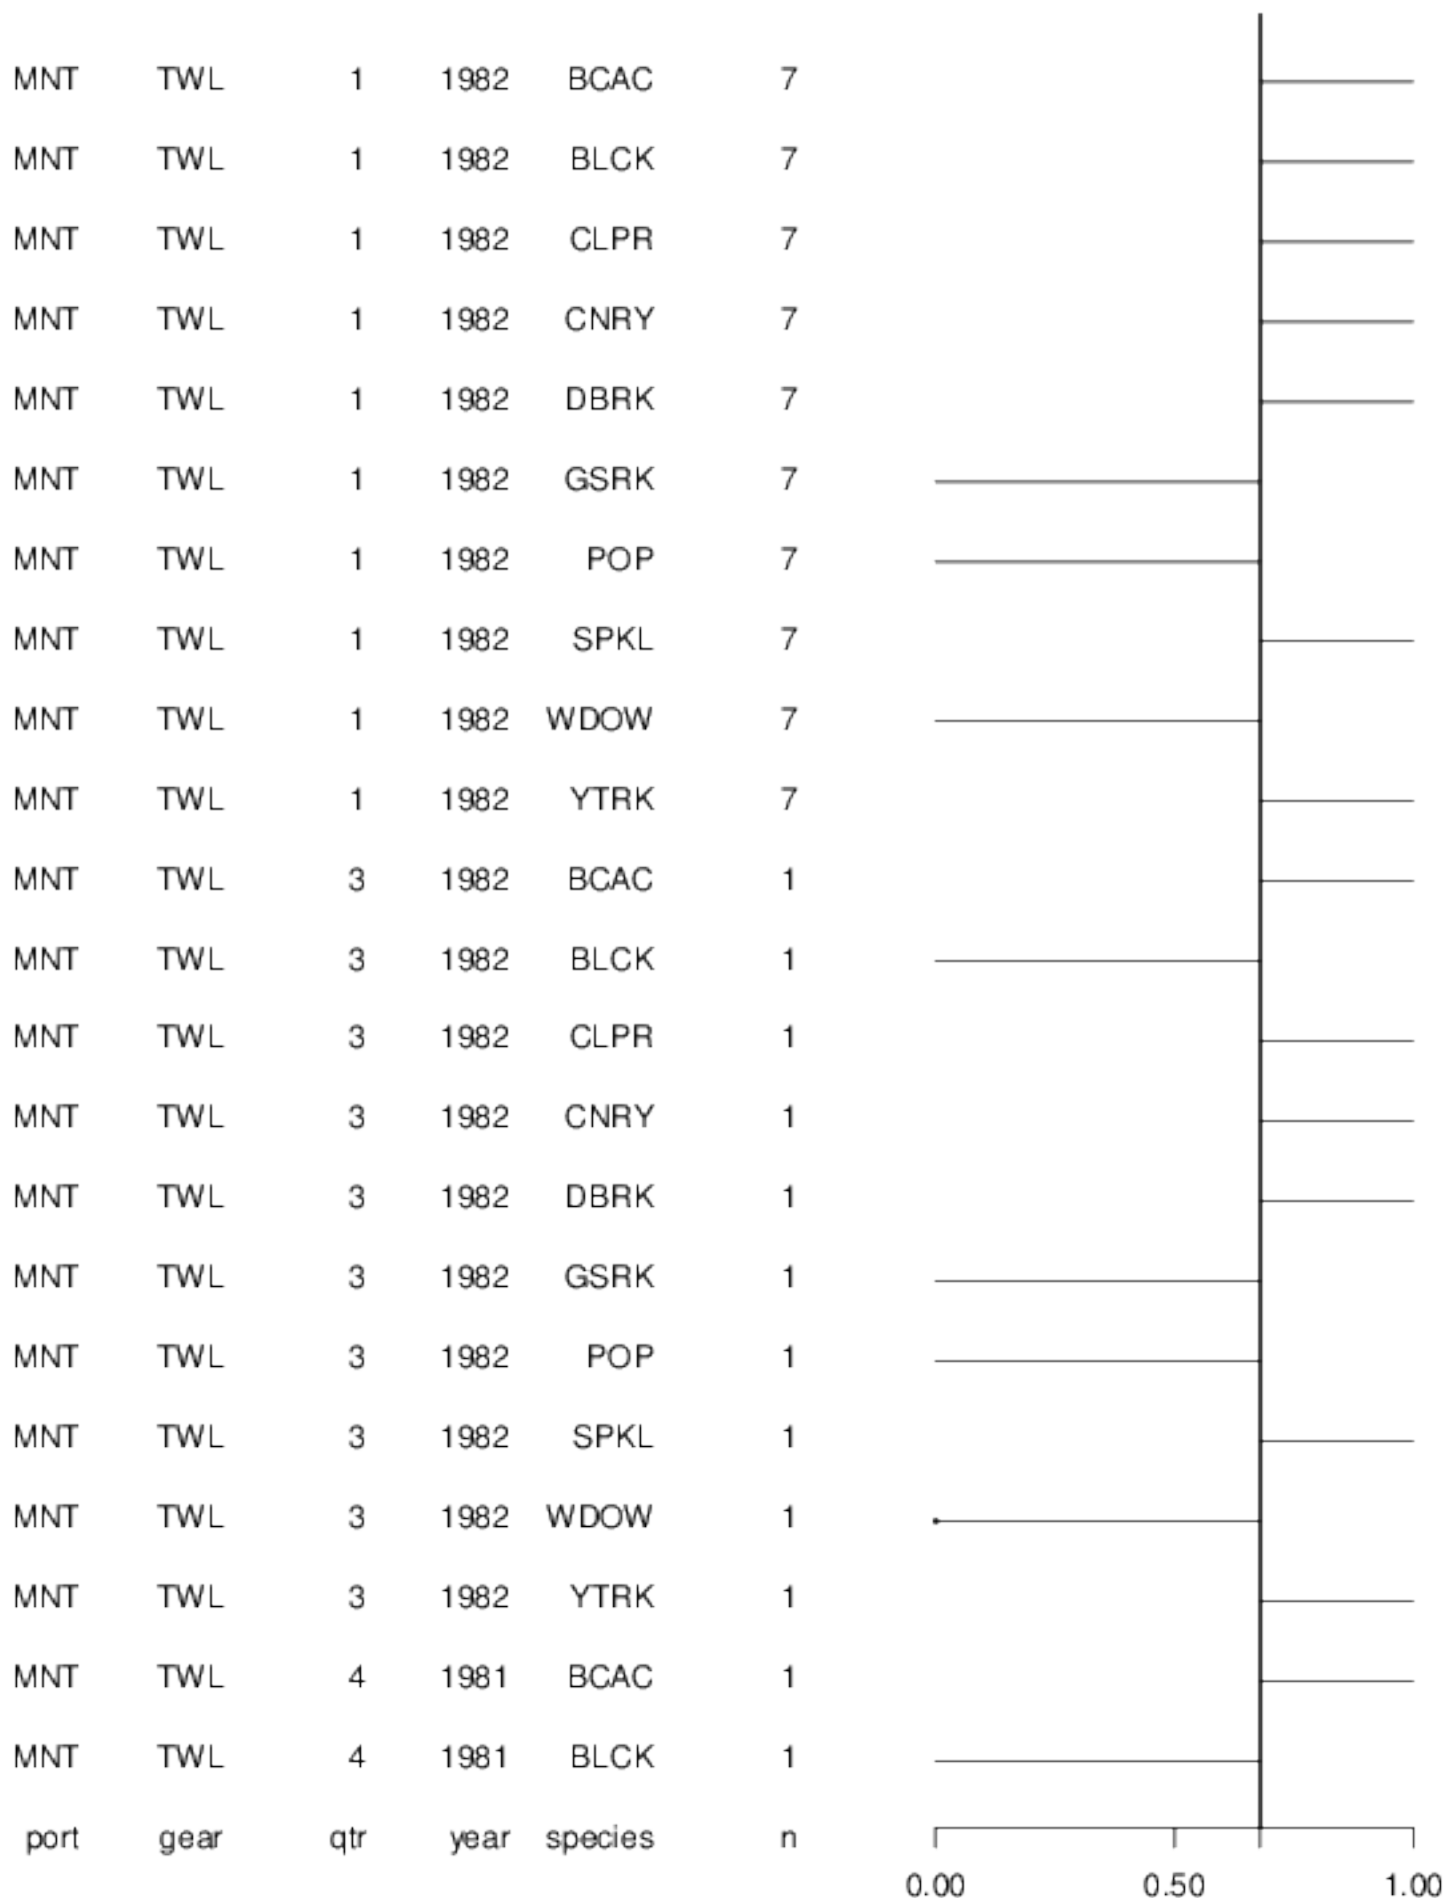 MNT TWL 1 1982 BCAC 7
MNT TWL 1 1982 BLCK 7
MNT TWL 1 1982 CLPR 7
MNT TWL 1 1982 CNRY 7
MNT TWL 1 1982 DBRK 7
MNT TWL 1 1982 GSRK 7
MNT TWL 1 1982 POP 7
MNT TWL 1 1982 SPKL 7
MNT TWL 1 1982 WDOW 7
MNT TWL 1 1982 YTRK 7
MNT TWL 3 1982 BCAC 1
MNT TWL 3 1982 BLCK 1
MNT TWL 3 1982 CLPR 1
MNT TWL 3 1982 CNRY 1
MNT TWL 3 1982 DBRK 1
MNT TWL 3 1982 GSRK 1
MNT TWL 3 1982 POP 1
MNT TWL 3 1982 SPKL 1
MNT TWL 3 1982 WDOW 1
MNT TWL 3 1982 YTRK 1
MNT TWL 4 1981 BCAC 1
MNT TWL 4 1981 BLCK 1
port gear qtr year species n
0.00 0.50 1.00